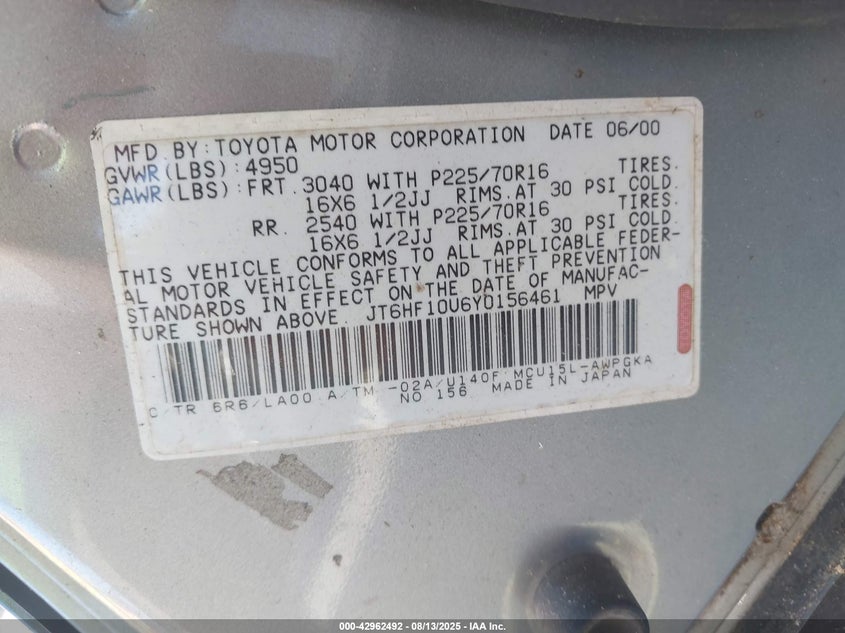 MFD BY: TOYOTA MOTOR CORPORATION DATE 06/00
GVWR(LBS): 4950
GAWR(LBS): FRT. 3040 WITH P225/70R16 TIRES.
16X6 1/2JJ RIMS. AT 30 PSI COLD.
RR. 2540 WITH P225/70R16 TIRES.
16X6 1/2JJ RIMS. AT 30 PSI COLD.
THIS VEHICLE CONFORMS TO ALL APPLICABLE FEDER-
AL MOTOR VEHICLE SAFETY AND THEFT PREVENTION
STANDARDS IN EFFECT ON THE DATE OF MANUFAC-
TURE SHOWN ABOVE. JT6HF10U6Y0156461 MPV
C/TR 6R6/LA00 A/TM -02A/U140F MCU15L-AWPGKA
NO 156 MADE IN JAPAN
TOYOTA
000-42962492 - 08/13/2025 - IAA Inc.